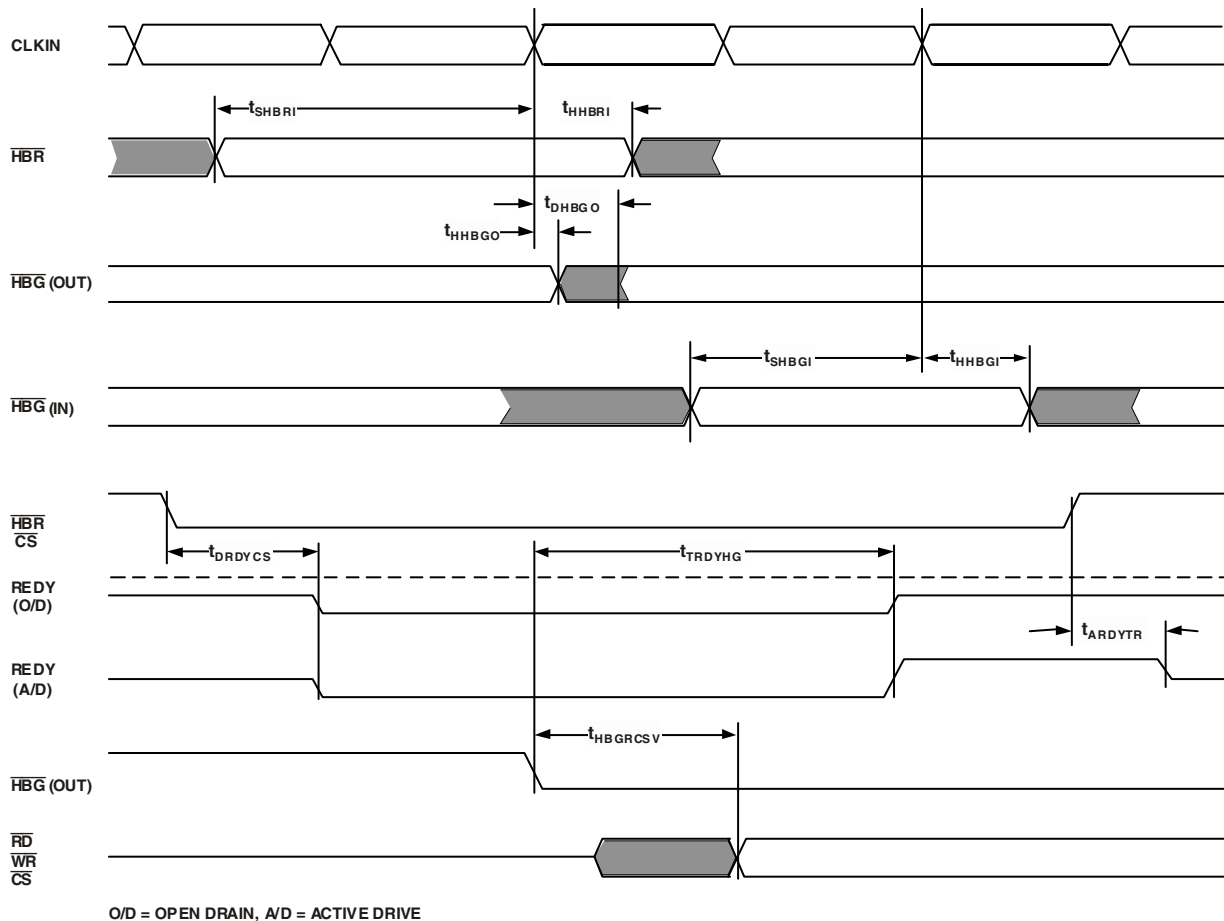 CLKIN
tSHBRI
tHHBRI
HBR
tDHBGO
tHHBGO
HBG (OUT)
tSHBGI
tHHBGI
HBG (IN)
HBR
CS
tDRDYCS
tTRDYHG
REDY
(O/D)
tARDYTR
REDY
(A/D)
tHBGRCSV
HBG (OUT)
RD
WR
CS
O/D = OPEN DRAIN, A/D = ACTIVE DRIVE